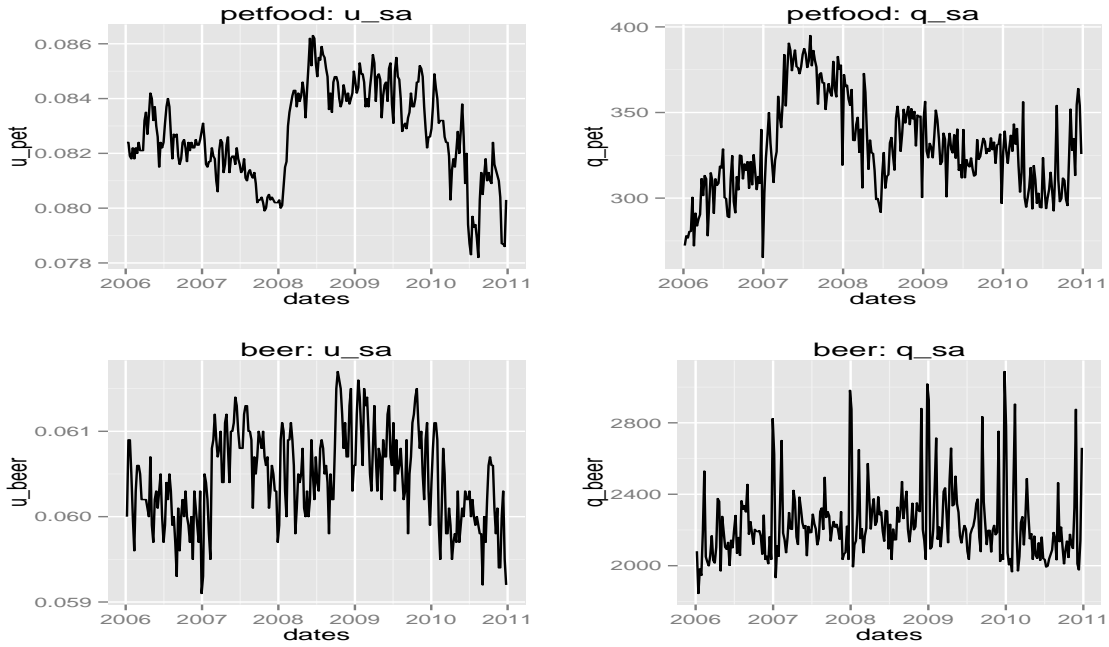 petfood: u_sa
u_pet
0.086
0.084
0.082
0.080
0.078
2006 2007 2008 2009 2010 2011
dates
petfood: q_sa
q_pet
400
350
300
2006 2007 2008 2009 2010 2011
dates
beer: u_sa
u_beer
0.061
0.060
0.059
2006 2007 2008 2009 2010 2011
dates
beer: q_sa
q_beer
2800
2400
2000
2006 2007 2008 2009 2010 2011
dates